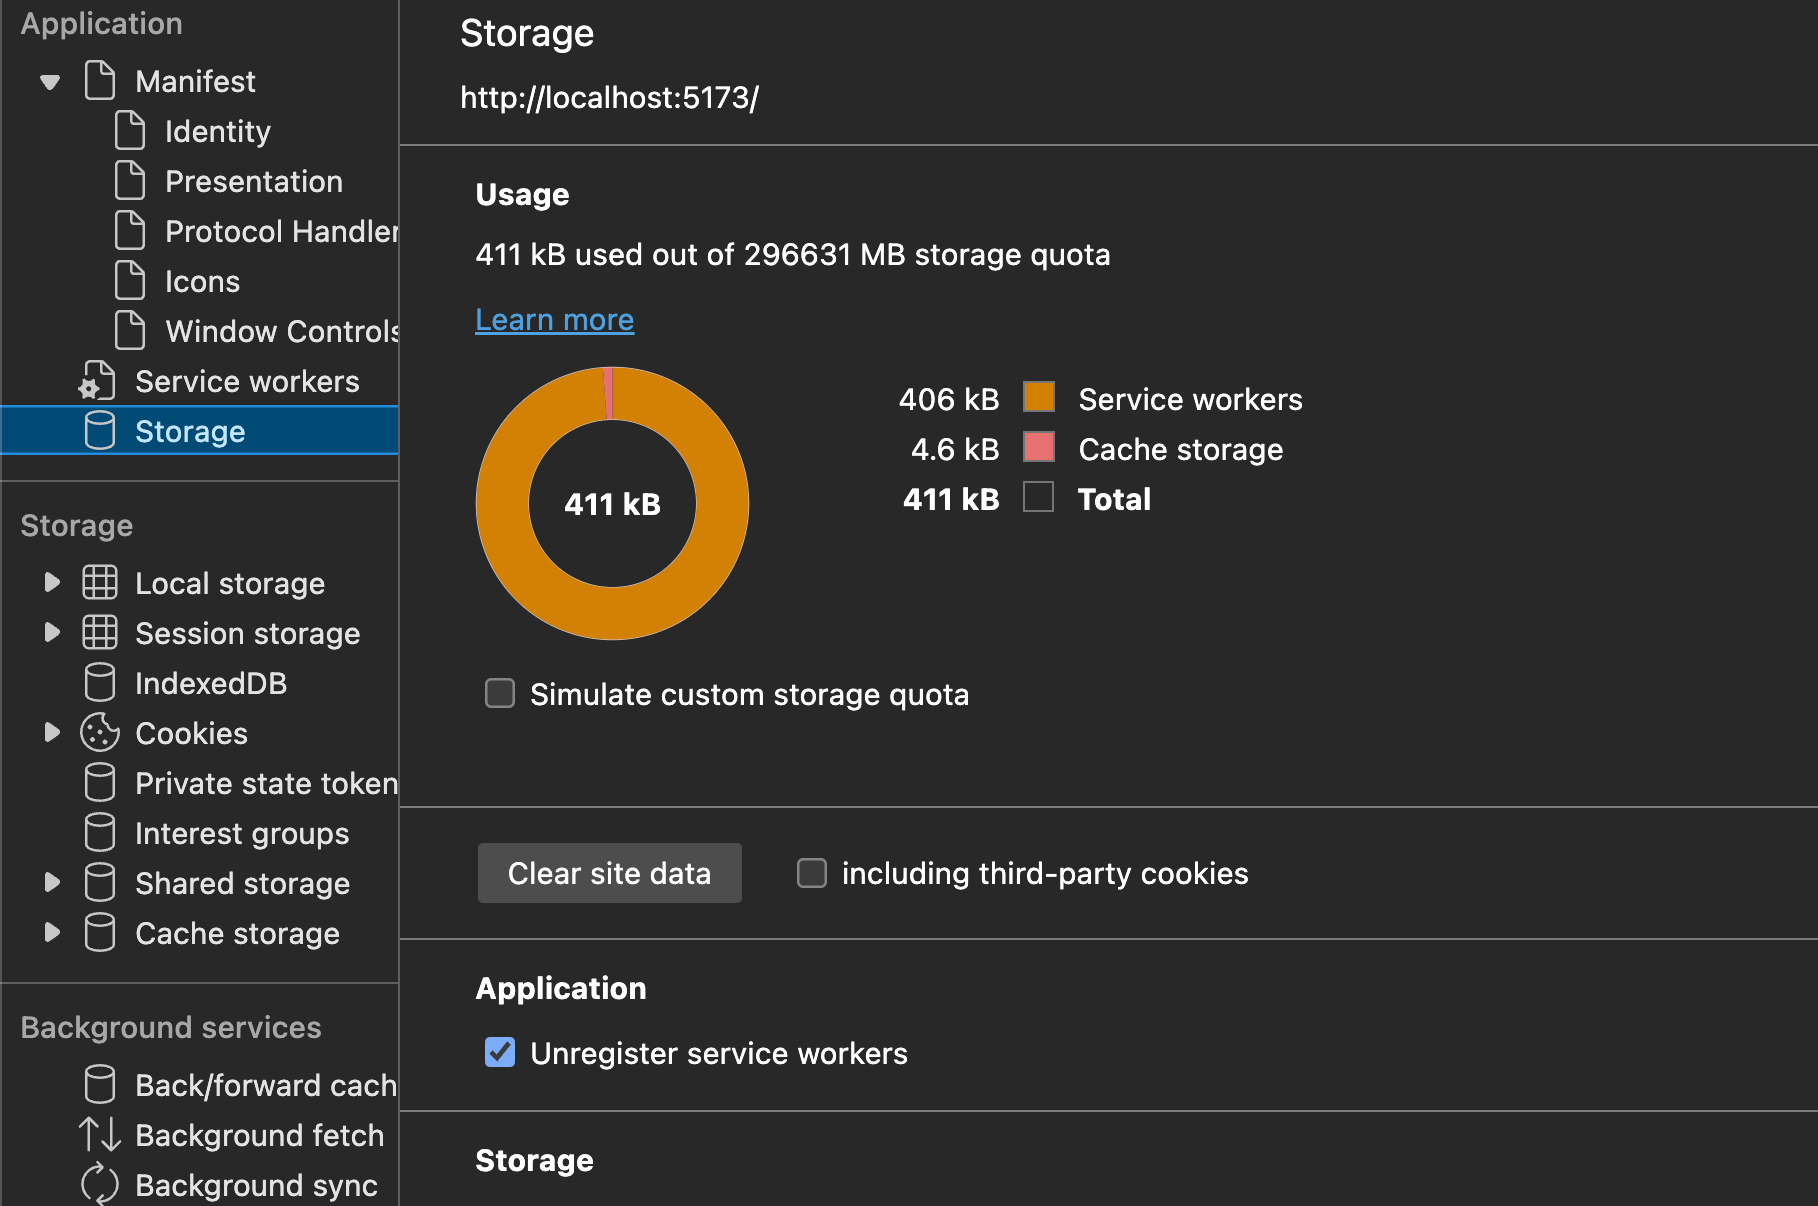 Application
Manifest
Identity
Presentation
Protocol Handler
Icons
Window Controls
Service workers
Storage
Storage
Local storage
Session storage
IndexedDB
Cookies
Private state token
Interest groups
Shared storage
Cache storage
Background services
Back/forward cach
Background fetch
Background sync
Storage
http://localhost:5173/
Usage
411 kB used out of 296631 MB storage quota
Learn more
411 kB
406 kB Service workers
4.6 kB Cache storage
411 kB Total
Simulate custom storage quota
Clear site data including third-party cookies
Application
Unregister service workers
Storage